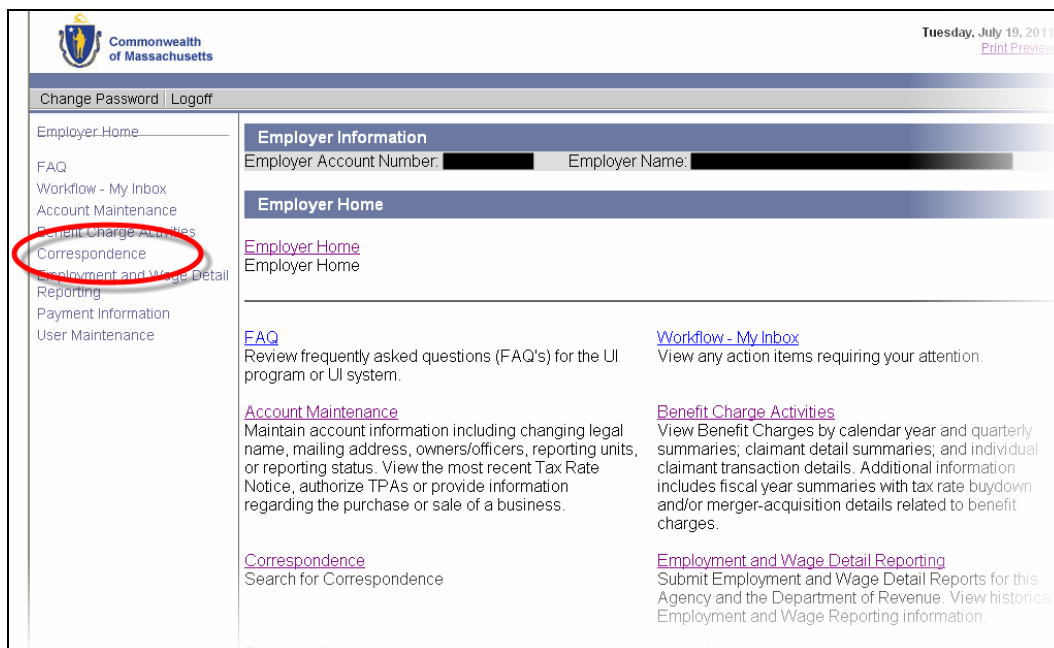 Commonwealth
of Massachusetts
Tuesday, July 19, 2011
Print Preview
Change Password | Logoff
Employer Home
FAQ
Workflow - My Inbox
Account Maintenance
Benefit Charge Activities
Correspondence
Employment and Wage Detail
Reporting
Payment Information
User Maintenance
Employer Information
Employer Account Number:
Employer Name:
Employer Home
Employer Home
Employer Home
FAQ
Review frequently asked questions (FAQ's) for the UI
program or UI system.
Workflow - My Inbox
View any action items requiring your attention.
Account Maintenance
Maintain account information including changing legal
name, mailing address, owners/officers, reporting units,
or reporting status. View the most recent Tax Rate
Notice, authorize TPAs or provide information
regarding the purchase or sale of a business.
Benefit Charge Activities
View Benefit Charges by calendar year and quarterly
summaries; claimant detail summaries; and individual
claimant transaction details. Additional information
includes fiscal year summaries with tax rate buydown
and/or merger-acquisition details related to benefit
charges.
Correspondence
Search for Correspondence
Employment and Wage Detail Reporting
Submit Employment and Wage Detail Reports for this
Agency and the Department of Revenue. View historical
Employment and Wage Reporting information.